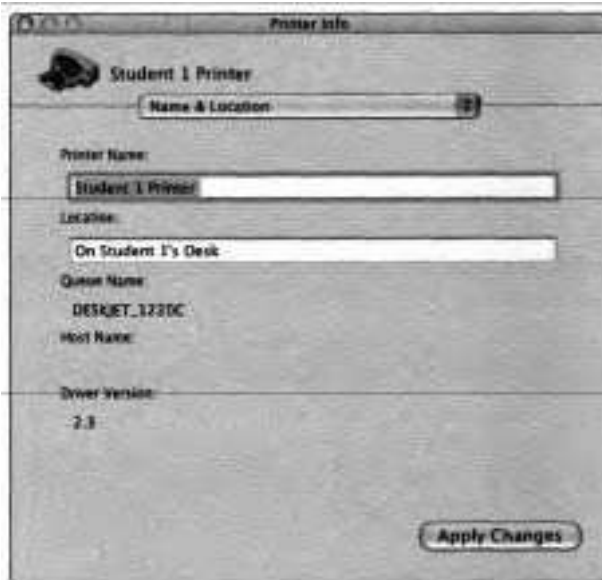 Printer Info
Student 1 Printer
Name & Location
Printer Name:
Student 1 Printer
Location:
On Student 1's Desk
Queue Name:
Host Name:
Driver Version:
2.3
Apply Changes